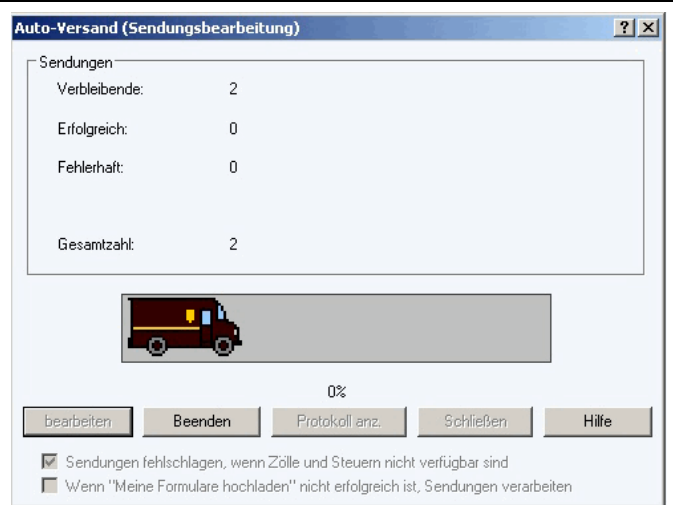 Auto-Versand (Sendungsbearbeitung)
Sendungen
Verbleibende: 2
Erfolgreich: 0
Fehlerhaft: 0
Gesamtzahl: 2
0%
bearbeiten Beenden Protokoll anz. Schließen Hilfe
Sendungen fehlschlagen, wenn Zölle und Steuern nicht verfügbar sind
Wenn "Meine Formulare hochladen" nicht erfolgreich ist, Sendungen verarbeiten